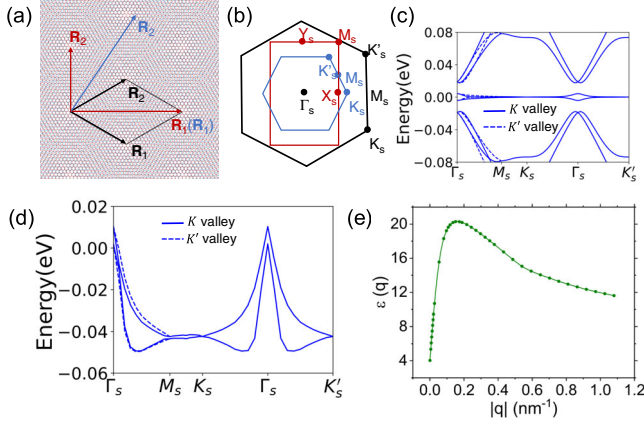 (a)
R2
R2
R2
R1(R1)
R1
(b)
Ys
Ms
K's
K's
Ms
Γs
Xs
Ks
Ms
Ks
(c)
Energy(eV)
0.08
0.04
0.00
−0.04
−0.08
K valley
K′ valley
Γs Ms Ks Γs K′s
(d)
Energy(eV)
0.02
0.00
−0.02
−0.04
−0.06
K valley
K′ valley
Γs Ms Ks Γs K′s
(e)
ε (q)
20
16
12
8
4
0.0 0.2 0.4 0.6 0.8 1.0 1.2
|q| (nm-1)